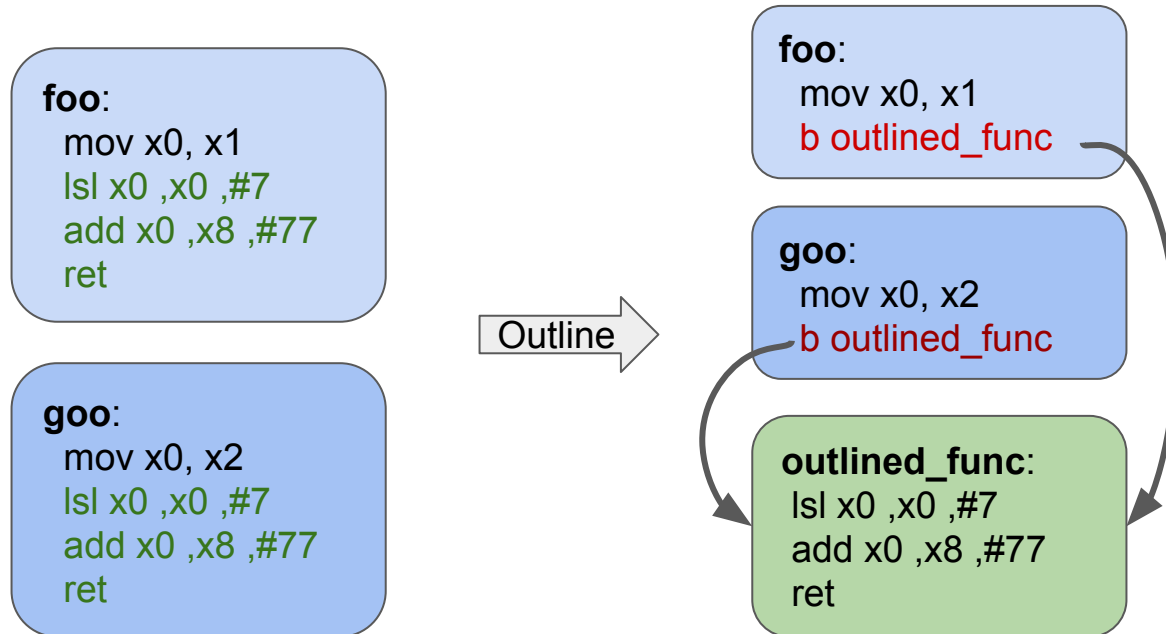 foo:
mov x0, x1
lsl x0 ,x0 ,#7
add x0 ,x8 ,#77
ret
goo:
mov x0, x2
lsl x0 ,x0 ,#7
add x0 ,x8 ,#77
ret
Outline
foo:
mov x0, x1
b outlined_func
goo:
mov x0, x2
b outlined_func
outlined_func:
lsl x0 ,x0 ,#7
add x0 ,x8 ,#77
ret